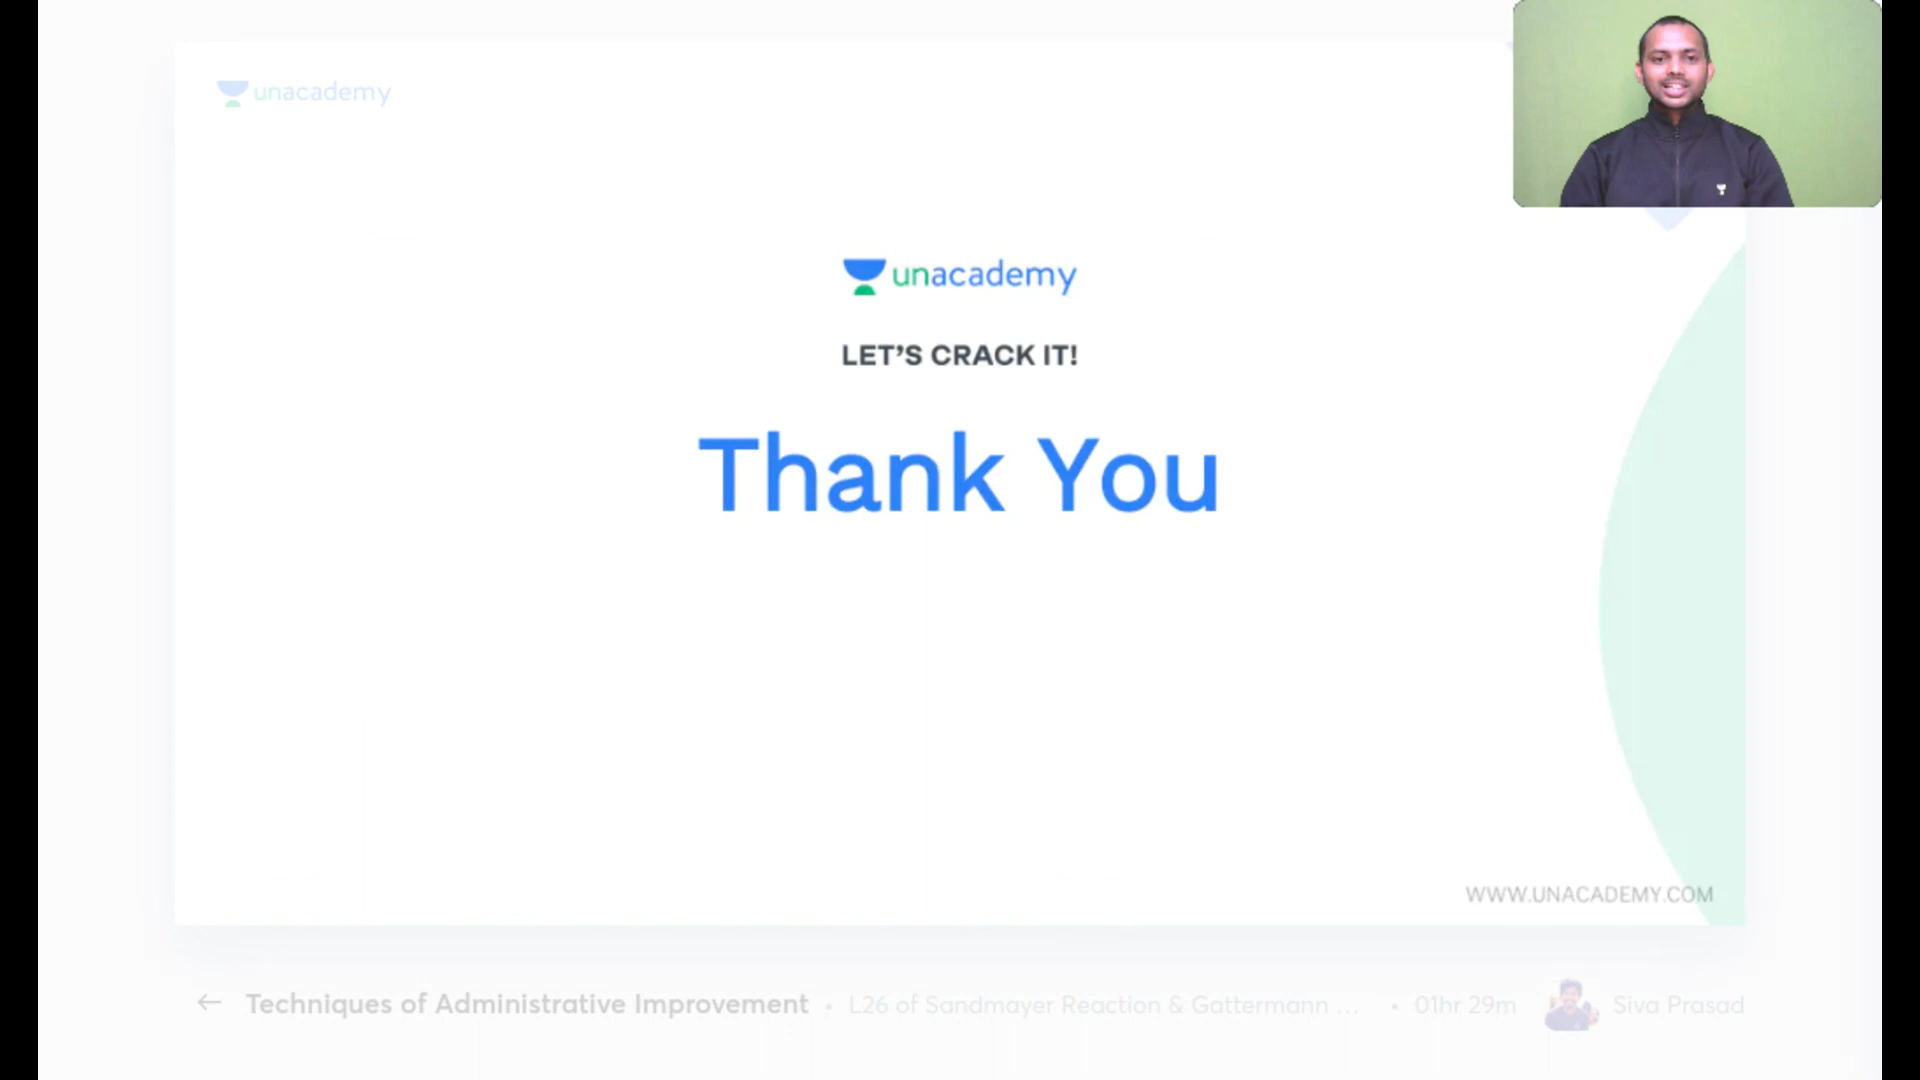 unacademy
unacademy
LET'S CRACK IT!
Thank You
WWW.UNACADEMY.COM
← Techniques of Administrative Improvement • L26 of Sandmayer Reaction & Gattermann ... • 01hr 29m Siva Prasad